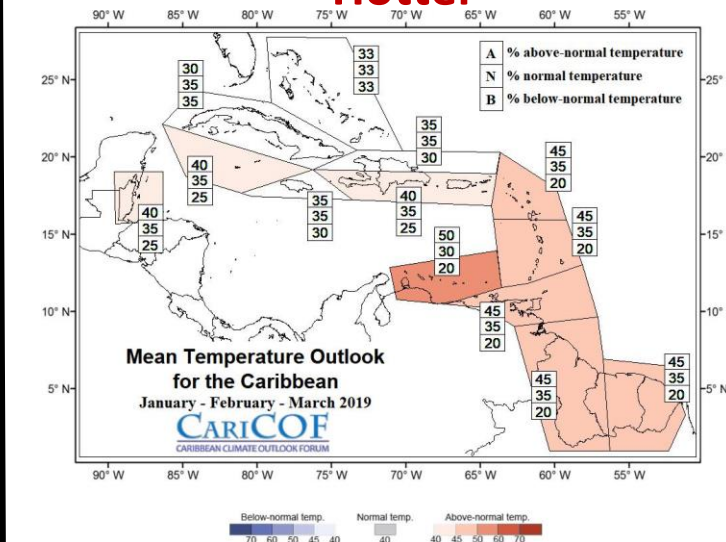 hotter
90° W 85° W 80° W 75° W 70° W 65° W 60° W 55° W
25° N
20° N
15° N
10° N
5° N
25° N
20° N
15° N
10° N
5° N
A % above-normal temperature
N % normal temperature
B % below-normal temperature
30
35
35
33
33
33
35
35
30
40
35
25
45
35
20
40
35
25
35
35
30
40
35
25
45
35
20
50
30
20
45
35
20
45
35
20
45
35
20
Mean Temperature Outlook
for the Caribbean
January - February - March 2019
CARICOF
CARIBBEAN CLIMATE OUTLOOK FORUM
90° W 85° W 80° W 75° W 70° W 65° W 60° W 55° W
Below-normal temp. Normal temp. Above-normal temp.
70 60 50 45 40 40 40 45 50 60 70